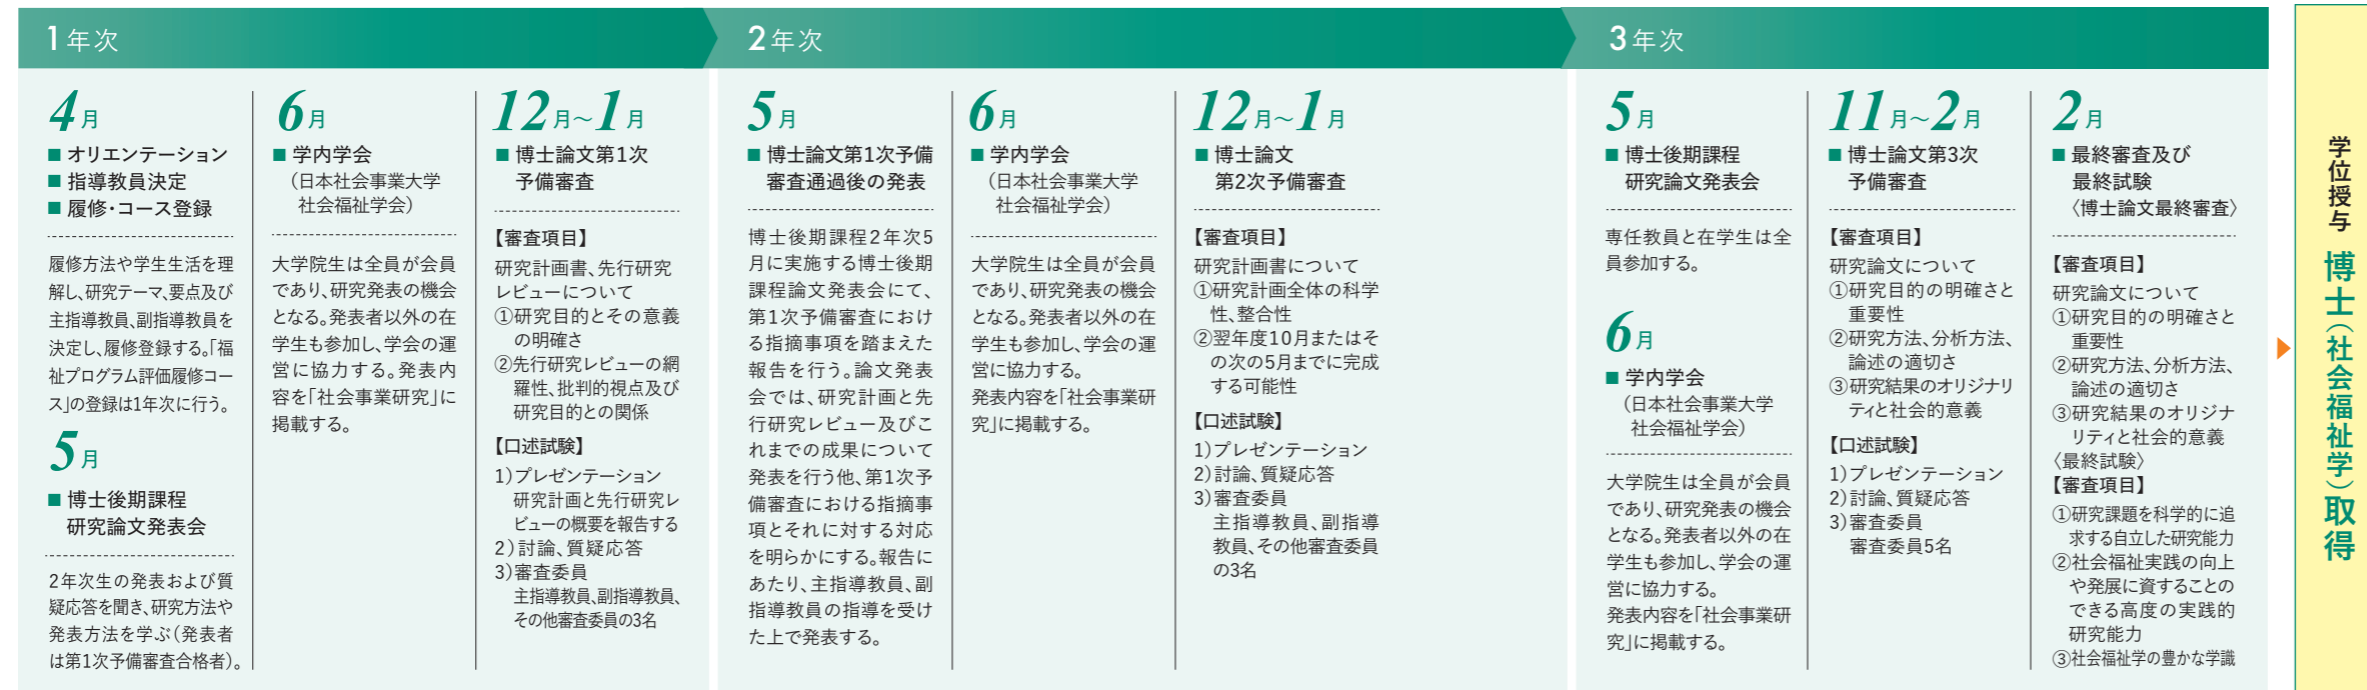 1年次
4月
■ オリエンテーション
■ 指導教員決定
■ 履修・コース登録
履修方法や学生生活を理
解し、研究テーマ、要点及び
主指導教員、副指導教員を
決定し、履修登録する。「福
祉プログラム評価履修コー
ス」の登録は1年次に行う。
5月
■ 博士後期課程
研究論文発表会
2年次生の発表および質
疑応答を聞き、研究方法や
発表方法を学ぶ（発表者
は第1次予備審査合格者）。
6月
■ 学内学会
（日本社会事業大学
社会福祉学会）
大学院生は全員が会員
であり、研究発表の機会
となる。発表者以外の在
学生も参加し、学会の運
営に協力する。発表内
容を「社会事業研究」に
掲載する。
12月～1月
■ 博士論文第1次
予備審査
【審査項目】
研究計画書、先行研究
レビューについて
①研究目的とその意義
の明確さ
②先行研究レビューの網
羅性、批判的視点及び
研究目的との関係
【口述試験】
1）プレゼンテーション
研究計画と先行研究レ
ビューの概要を報告する
2）討論、質疑応答
3）審査委員
主指導教員、副指導教員、
その他審査委員の3名
2年次
5月
■ 博士論文第1次予備
審査通過後の発表
博士後期課程2年次5
月に実施する博士後期
課程論文発表会にて、
第1次予備審査におけ
る指摘事項を踏まえた
報告を行う。論文発表
会では、研究計画と先
行研究レビュー及びこ
れまでの成果について
発表を行う他、第1次予
備審査における指摘事
項とそれに対する対応
を明らかにする。報告に
あたり、主指導教員、副
指導教員の指導を受け
た上で発表する。
6月
■ 学内学会
（日本社会事業大学
社会福祉学会）
大学院生は全員が会員
であり、研究発表の機会
となる。発表者以外の在
学生も参加し、学会の運
営に協力する。
発表内容を「社会事業研
究」に掲載する。
12月～1月
■ 博士論文
第2次予備審査
【審査項目】
研究計画書について
①研究計画全体の科学
性、整合性
②翌年度10月またはそ
の次の5月までに完成
する可能性
【口述試験】
1）プレゼンテーション
2）討論、質疑応答
3）審査委員
主指導教員、副指導
教員、その他審査委員
の3名
3年次
5月
■ 博士後期課程
研究論文発表会
専任教員と在学生は全
員参加する。
6月
■ 学内学会
（日本社会事業大学
社会福祉学会）
大学院生は全員が会員
であり、研究発表の機会
となる。発表者以外の在
学生も参加し、学会の運
営に協力する。
発表内容を「社会事業研
究」に掲載する。
11月～2月
■ 博士論文第3次
予備審査
【審査項目】
研究論文について
①研究目的の明確さと
重要性
②研究方法、分析方法、
論述の適切さ
③研究結果のオリジナリ
ティと社会的意義
【口述試験】
1）プレゼンテーション
2）討論、質疑応答
3）審査委員
審査委員5名
2月
■ 最終審査及び
最終試験
〈博士論文最終審査〉
【審査項目】
研究論文について
①研究目的の明確さと
重要性
②研究方法、分析方法、
論述の適切さ
③研究結果のオリジナ
リティと社会的意義
〈最終試験〉
【審査項目】
①研究課題を科学的に追
求する自立した研究能力
②社会福祉実践の向上
や発展に資することの
できる高度の実践的
研究能力
③社会福祉学の豊かな学識
学位授与 博士（社会福祉学）取得